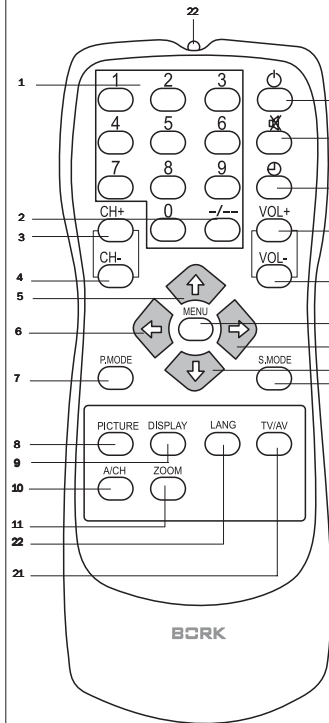 22
1
1 2 3
4 5 6
7 8 9
2
CH+ 0 -/-- VOL+
3
CH- VOL-
4
5
MENU
6
P.MODE S.MODE
7
PICTURE DISPLAY LANG TV/AV
8
9
A/CH ZOOM
10
11
22
21
BORK